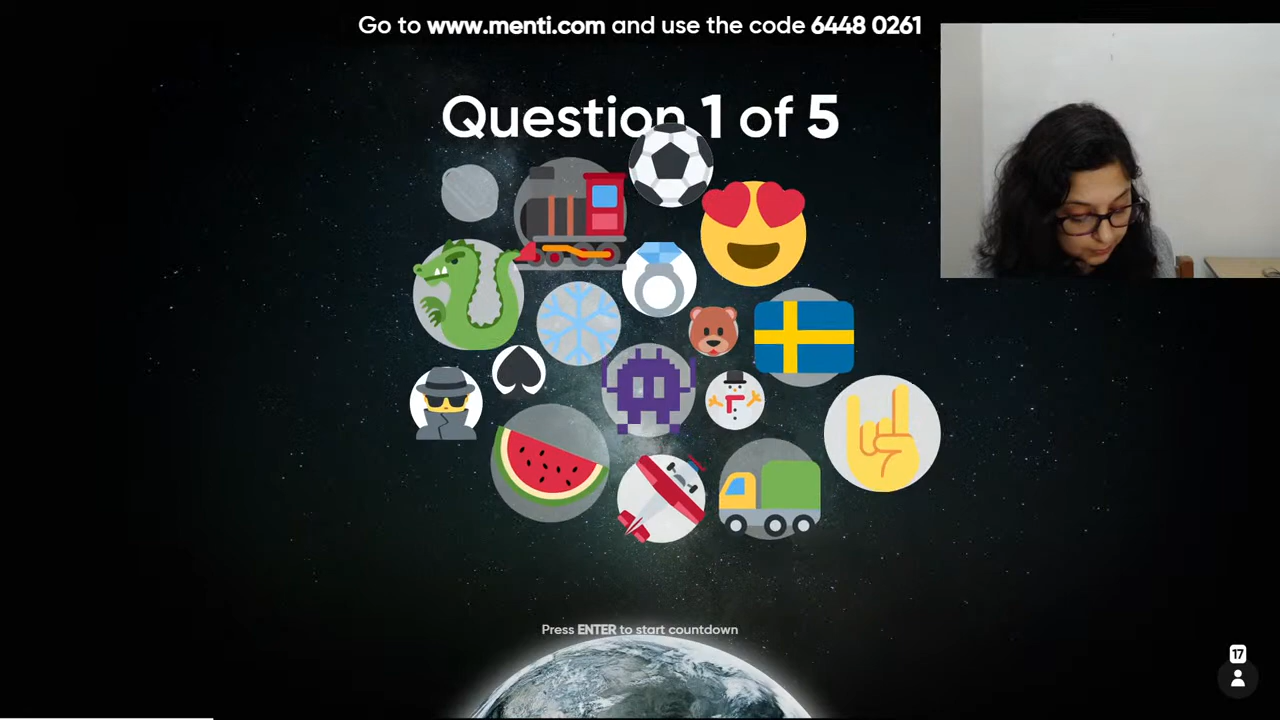 Go to www.menti.com and use the code 6448 0261
Question 1 of 5
Press ENTER to start countdown
17